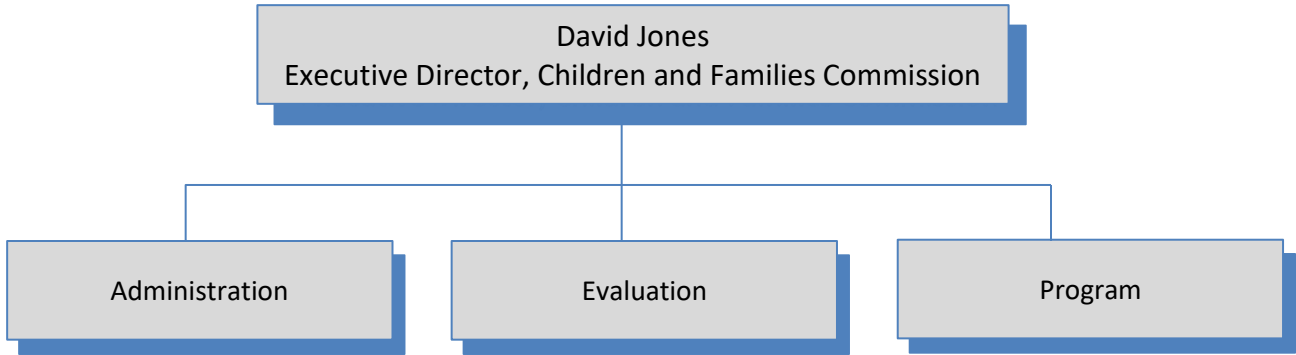 David Jones
Executive Director, Children and Families Commission
Administration
Evaluation
Program